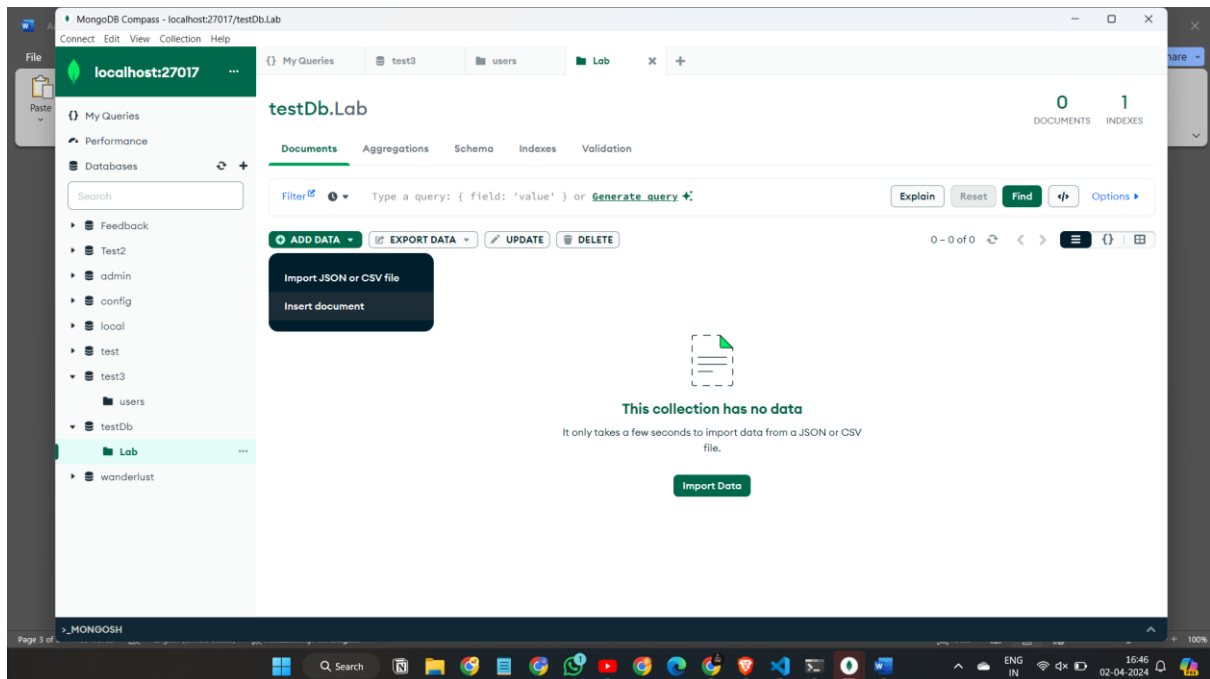 MongoDB Compass - localhost:27017/testDb.Lab
Connect Edit View Collection Help
File
Paste
localhost:27017 ...
{} My Queries
Performance
Databases
Search
Feedback
Test2
admin
config
local
test
test3
users
testDb
Lab ...
wanderlust
{} My Queries test3 users Lab
testDb.Lab
0 1
DOCUMENTS INDEXES
Documents Aggregations Schema Indexes Validation
Filter Type a query: { field: 'value' } or Generate query Explain Reset Find </> Options
ADD DATA EXPORT DATA UPDATE DELETE 0 – 0 of 0 {}
Import JSON or CSV file
Insert document
This collection has no data
It only takes a few seconds to import data from a JSON or CSV
file.
Import Data
>_MONGOSH
Page 3 of 100%
Search ENG 16:46
IN 02-04-2024